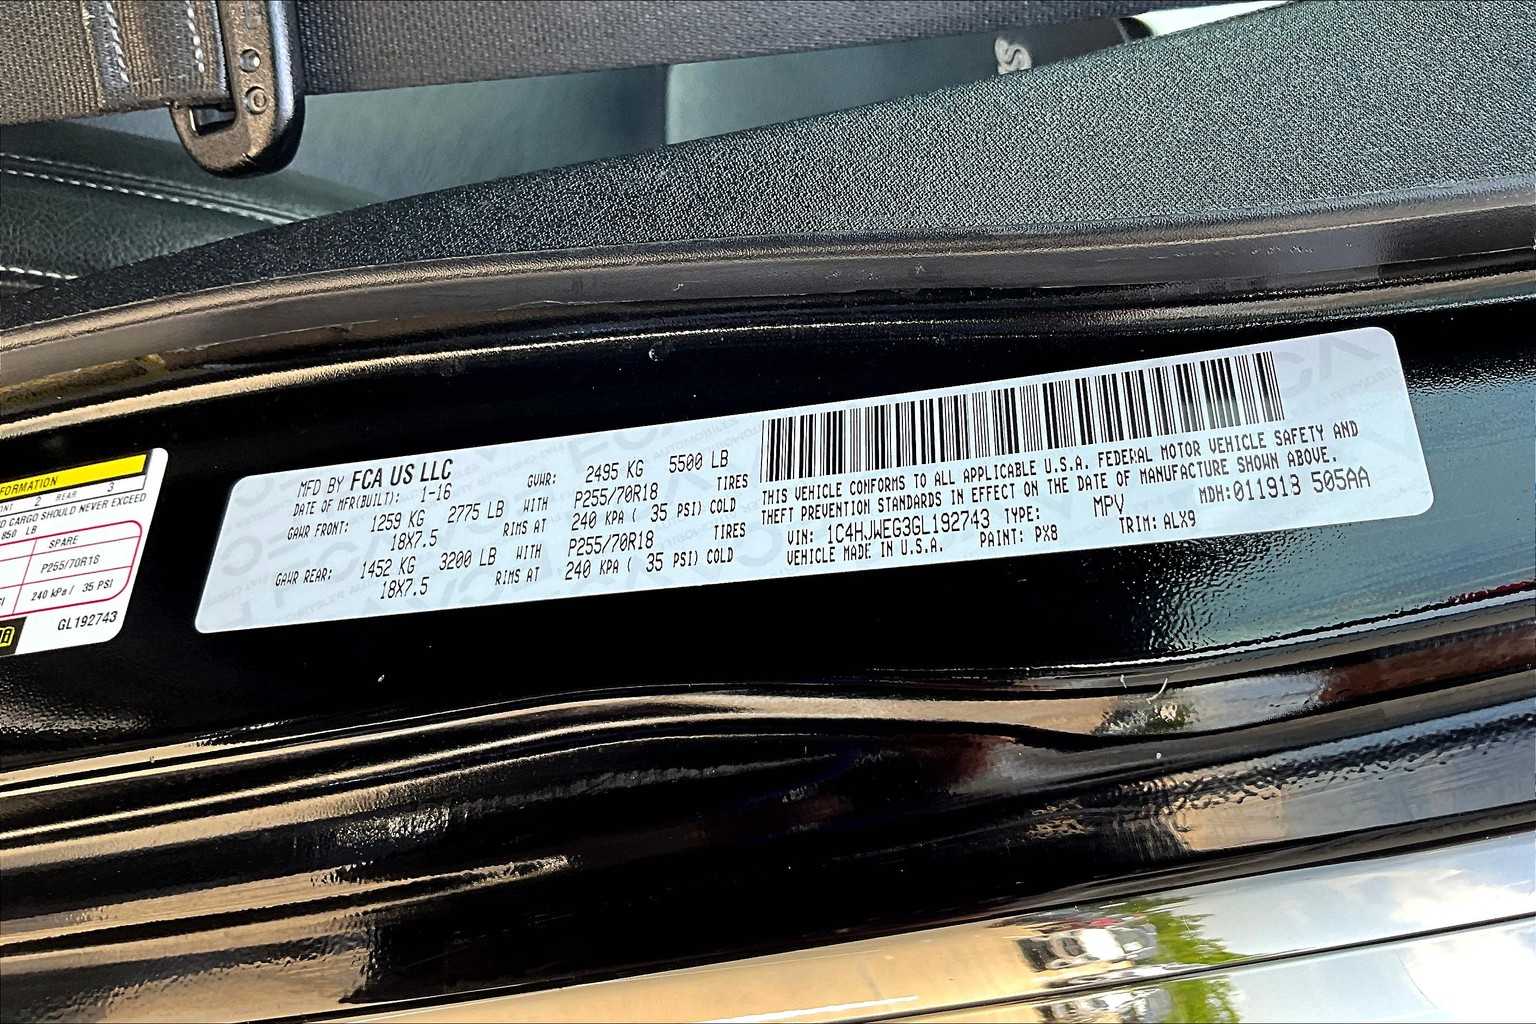 S
FORMATION
ONT 2 REAR 3
D CARGO SHOULD NEVER EXCEED
850 LB
SPARE
P255/70R18
240 kPa / 35 PSI
GL192743
MFD BY FCA US LLC
DATE OF MFR(BUILT): 1-16
GVWR: 2495 KG 5500 LB
GAWR FRONT: 1259 KG 2775 LB WITH P255/70R18 TIRES
18X7.5 RIMS AT 240 KPA ( 35 PSI) COLD
GAWR REAR: 1452 KG 3200 LB WITH P255/70R18 TIRES
18X7.5 RIMS AT 240 KPA ( 35 PSI) COLD
THIS VEHICLE CONFORMS TO ALL APPLICABLE U.S.A. FEDERAL MOTOR VEHICLE SAFETY AND
THEFT PREVENTION STANDARDS IN EFFECT ON THE DATE OF MANUFACTURE SHOWN ABOVE.
VIN: 1C4HJWEG3GL192743 TYPE: MPV MDH:011913 505AA
VEHICLE MADE IN U.S.A. PAINT: PX8 TRIM: ALX9